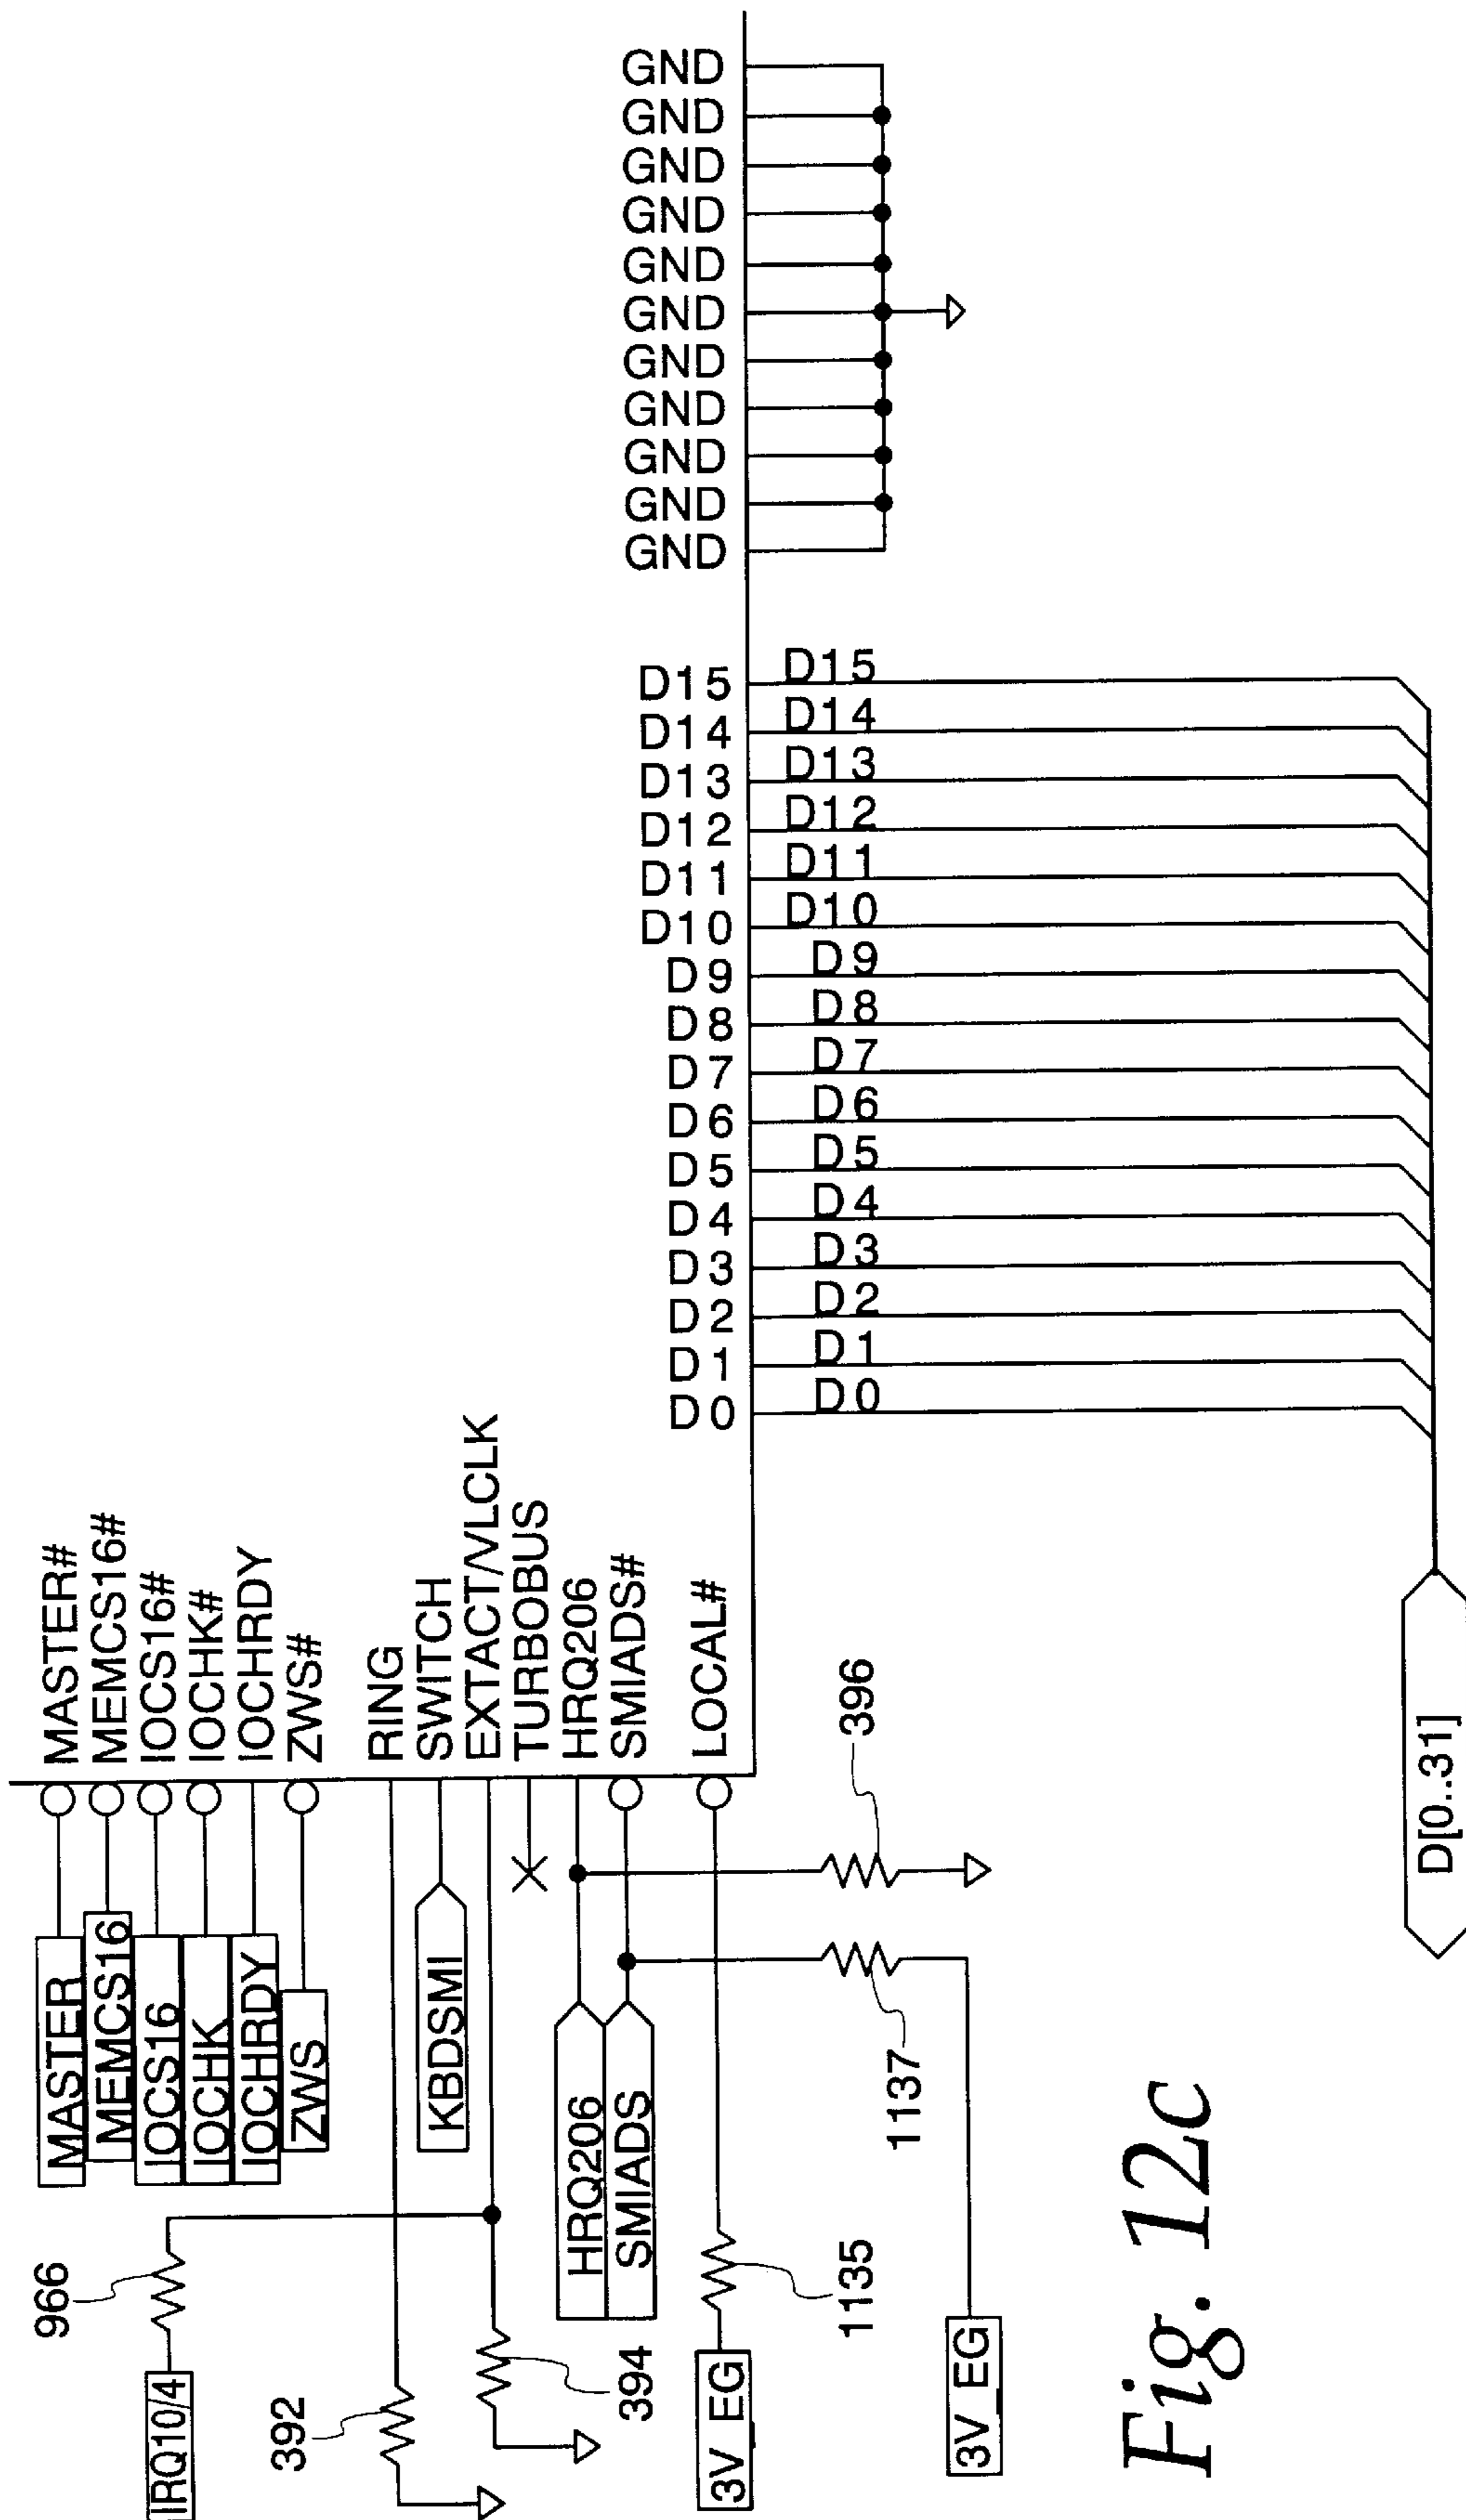 MASTER MASTER#
MEMCS16 MEMCS16#
IOCS16 IOCS16#
IOCHK IOCHK#
IOCHRDY IOCHRDY
ZWS ZWS#
966
IRQ10/4
392
RING
KBDSMI SWITCH
EXTACT/VLCLK
TURBOBUS
HRQ206 HRQ206
SMIADS SMIADS#
394
3V_EG LOCAL#
1135
396
1137
3V_EG
D0 D1 D2 D3 D4 D5 D6 D7 D8 D9 D10 D11 D12 D13 D14 D15
GND GND GND GND GND GND GND GND GND GND GND
D0 D1 D2 D3 D4 D5 D6 D7 D8 D9 D10 D11 D12 D13 D14 D15
D[0..31]
Fig. 12c